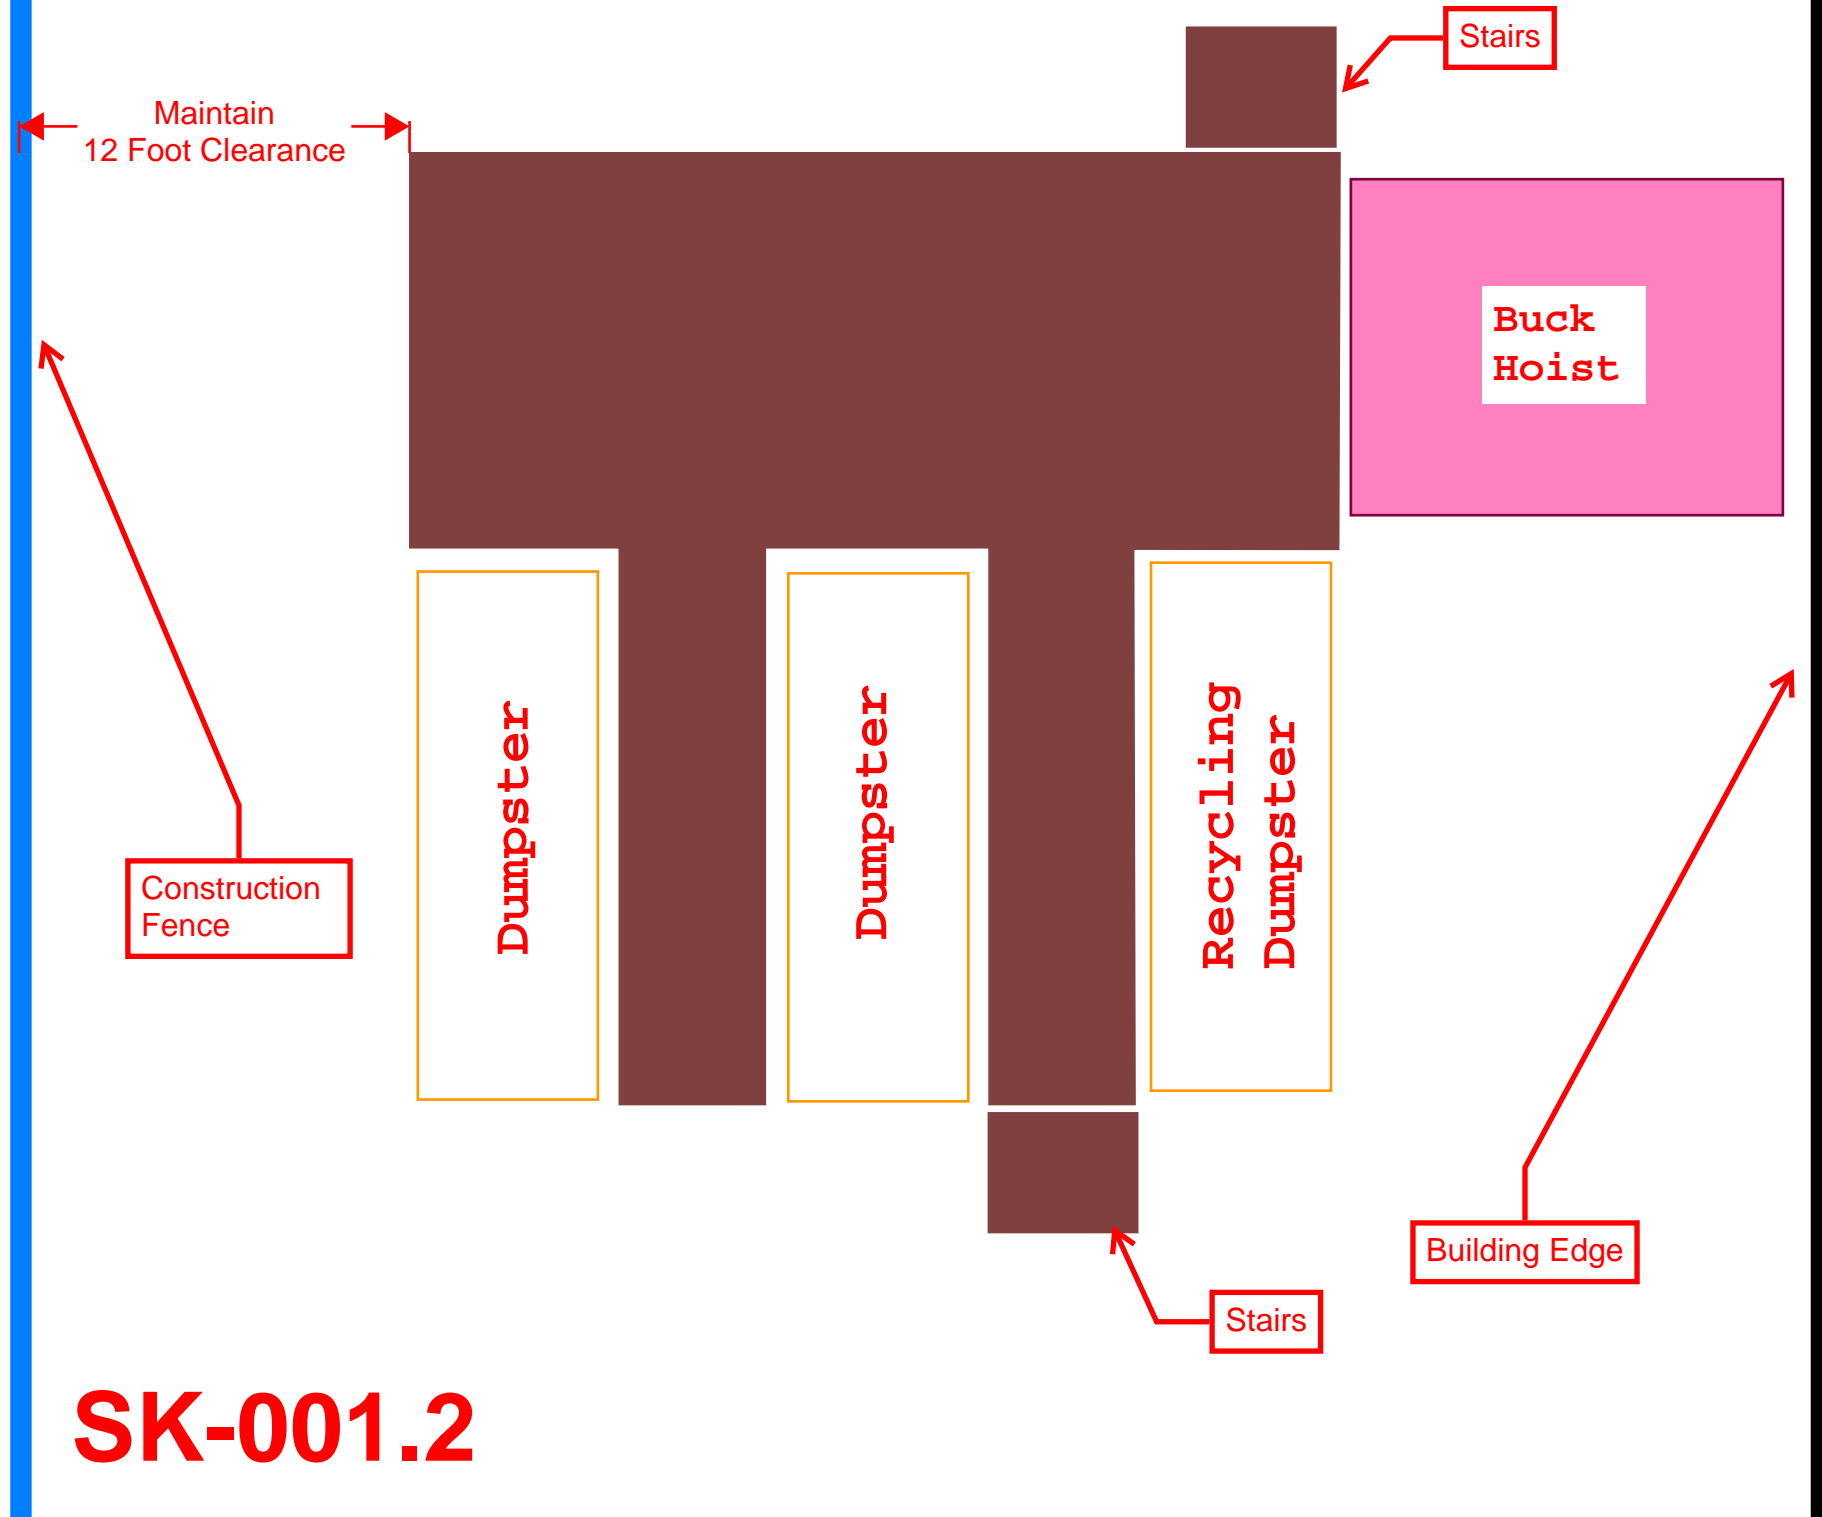 Stairs
Maintain
12 Foot Clearance
Buck
Hoist
Dumpster
Dumpster
Recycling
Dumpster
Construction
Fence
Building Edge
Stairs
SK-001.2